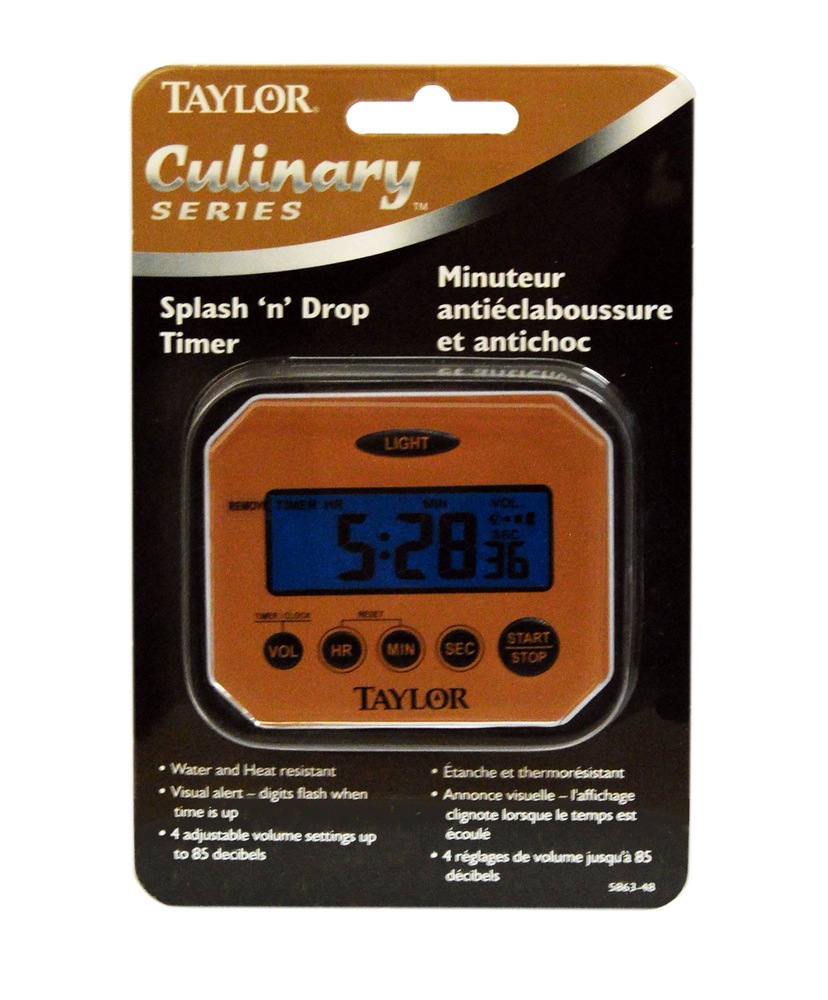 TAYLOR®
Culinary™
SERIES
Splash 'n' Drop
Timer
Minuteur
antiéclaboussure
et antichoc
LIGHT
REMOVE TIMER HR MIN VOL.
SEC.
5:28 36
TIMER / CLOCK RESET
VOL HR MIN SEC START
STOP
TAYLOR
• Water and Heat resistant
• Visual alert – digits flash when
time is up
• 4 adjustable volume settings up
to 85 decibels
• Étanche et thermorésistant
• Annonce visuelle – l'affichage
clignote lorsque le temps est
écoulé
• 4 réglages de volume jusqu'à 85
décibels
5863-48